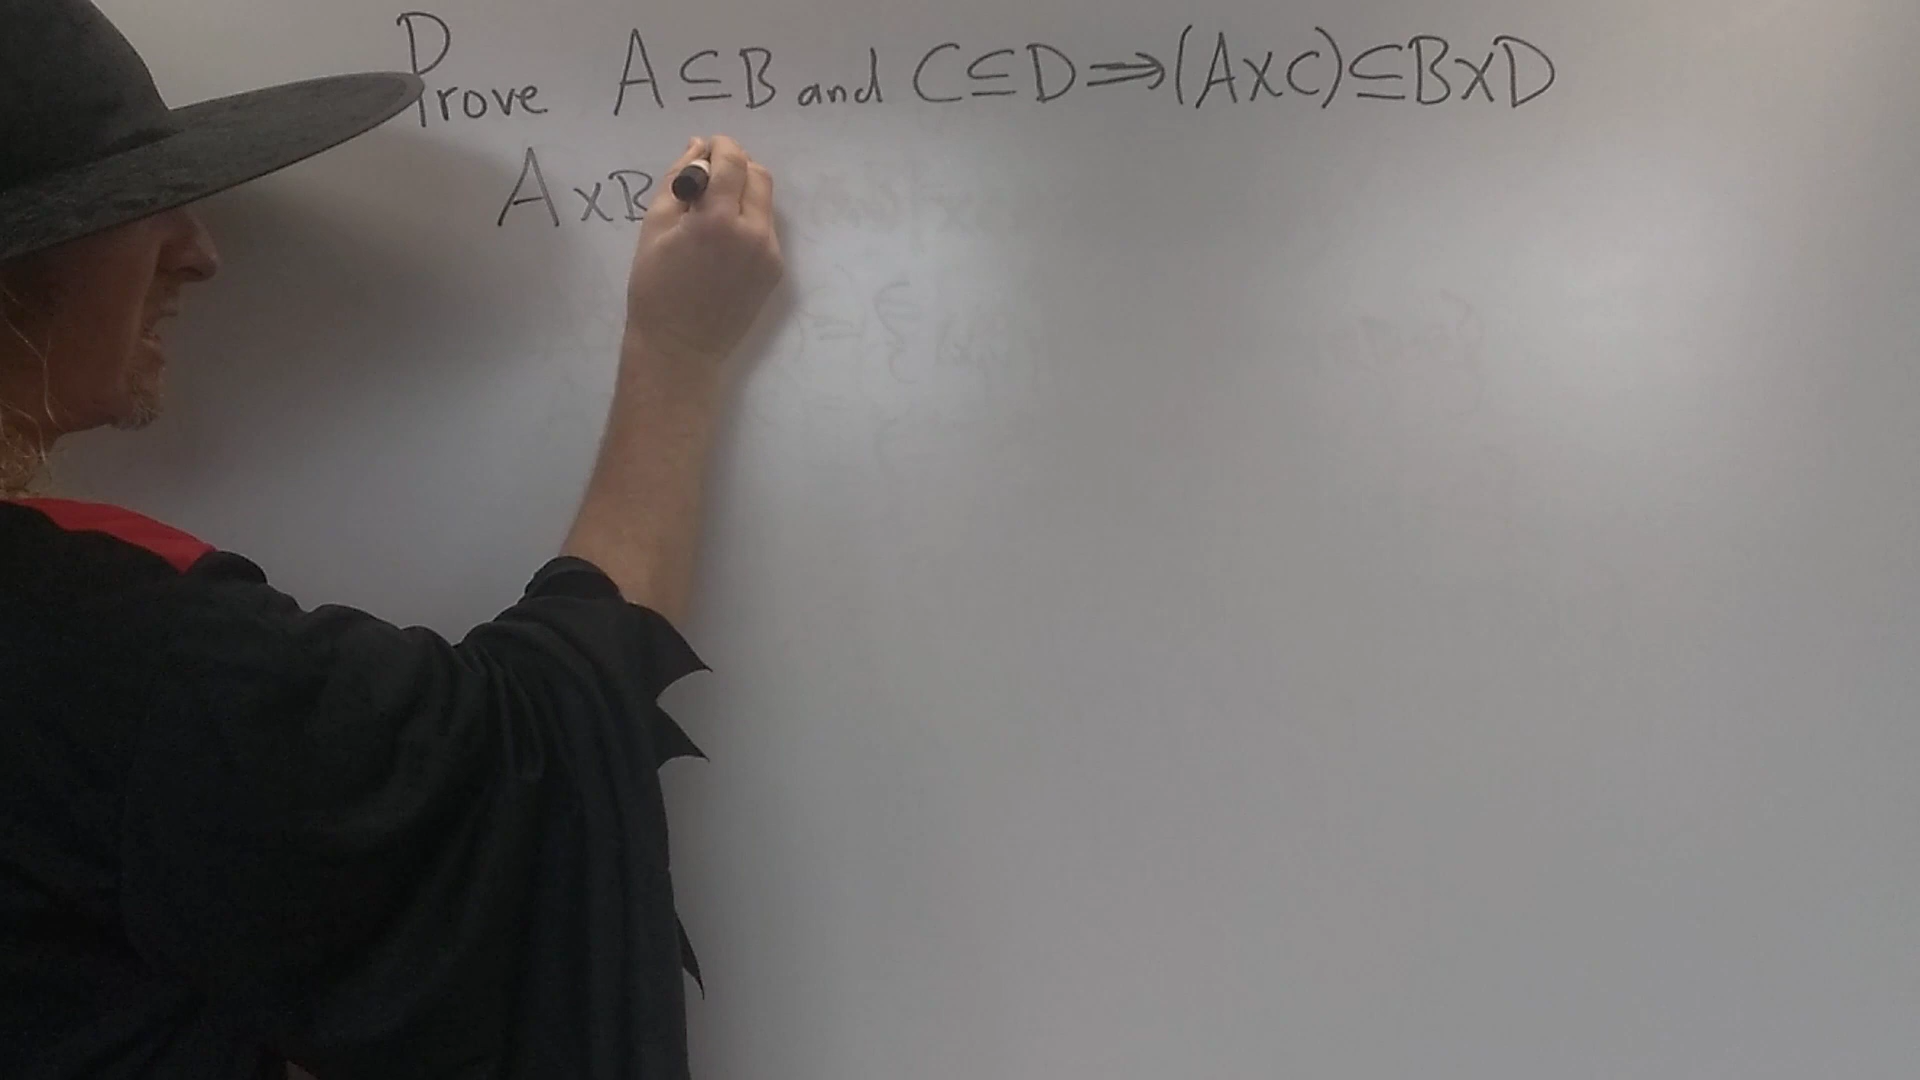 Prove A ⊆ B and C ⊆ D ⇒ (A×C) ⊆ B×D
A×B